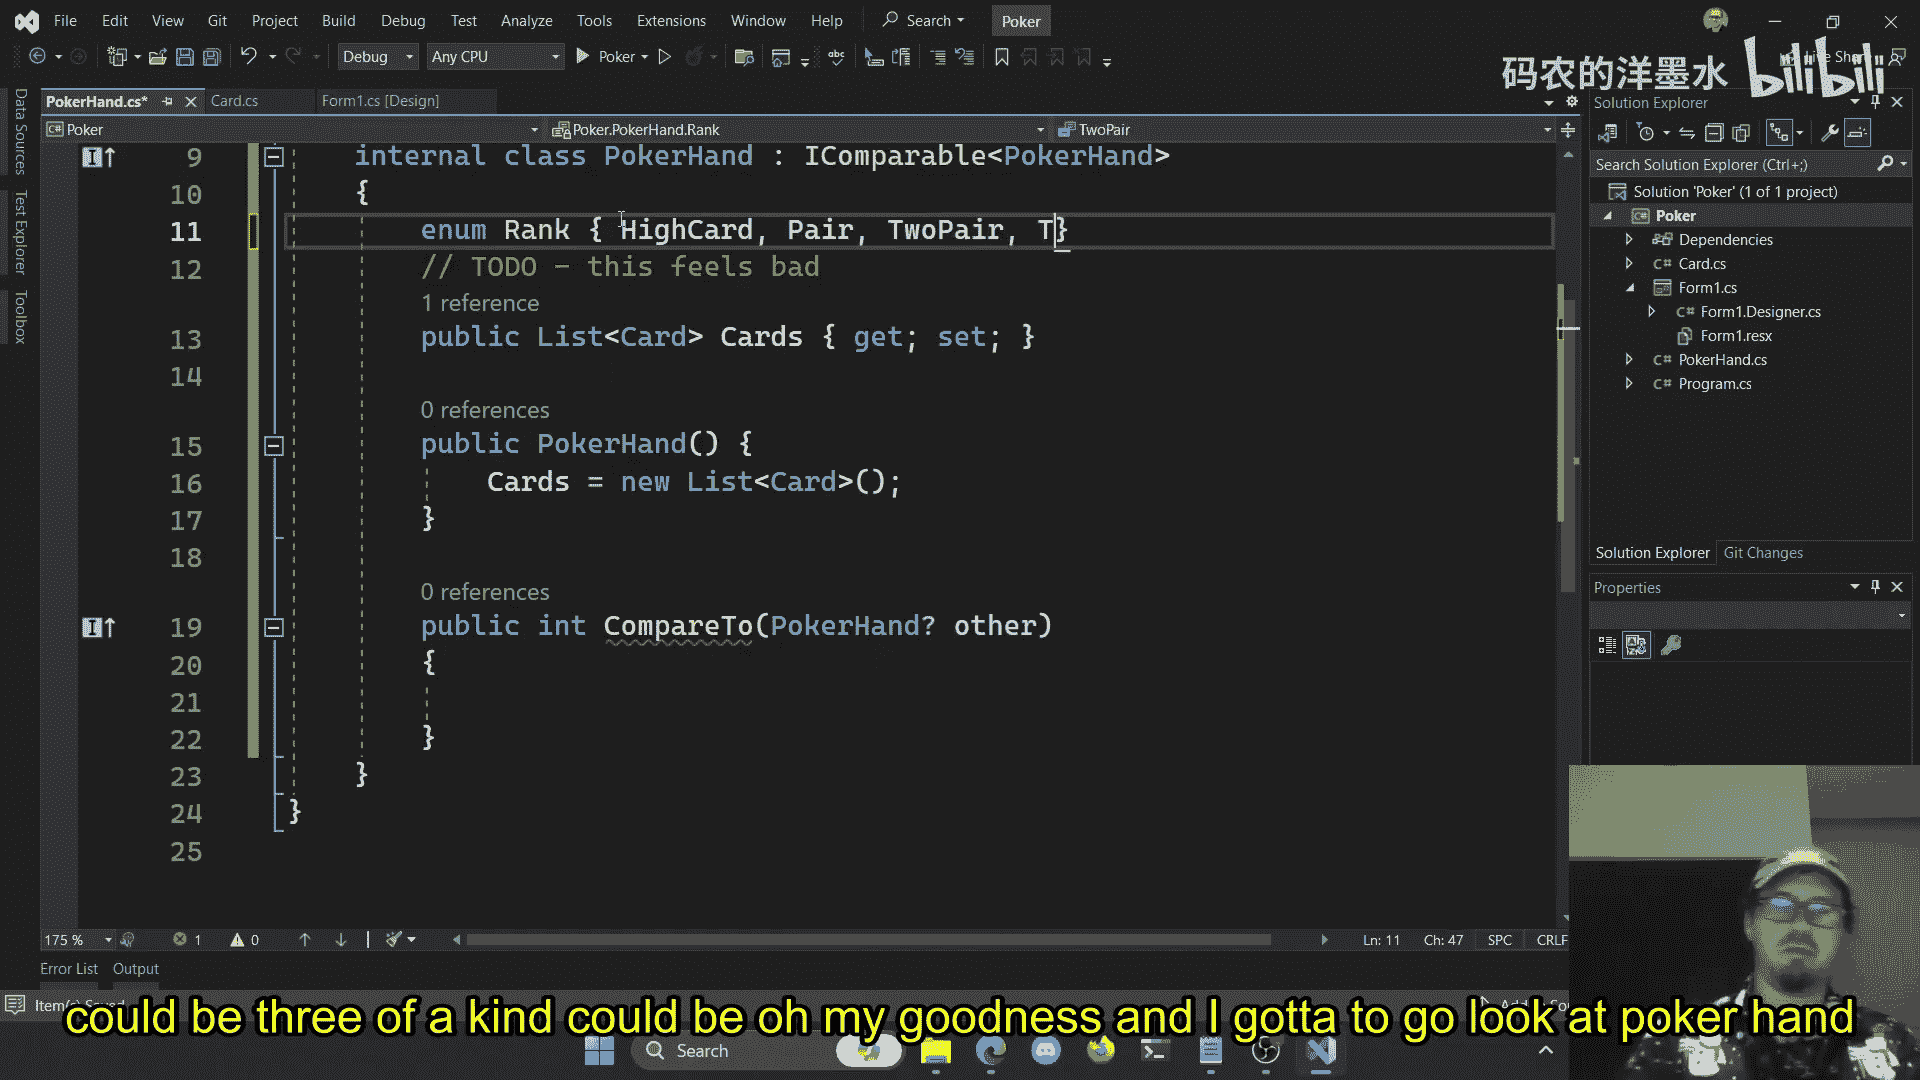 File Edit View Git Project Build Debug Test Analyze Tools Extensions Window Help Search Poker
Debug Any CPU Poker
码农的洋墨水 bilibili
PokerHand.cs* Card.cs Form1.cs [Design]
Poker Poker.PokerHand.Rank TwoPair
Data Sources
Test Explorer
Toolbox
9 internal class PokerHand : IComparable<PokerHand>
10 {
11 enum Rank { HighCard, Pair, TwoPair, T}
12 // TODO - this feels bad
1 reference
13 public List<Card> Cards { get; set; }
14
0 references
15 public PokerHand() {
16 Cards = new List<Card>();
17 }
18
0 references
19 public int CompareTo(PokerHand? other)
20 {
21
22 }
23 }
24 }
25
175 % 1 0 Ln: 11 Ch: 47 SPC CRLF
Error List Output
Solution Explorer
Search Solution Explorer (Ctrl+;)
Solution 'Poker' (1 of 1 project)
Poker
Dependencies
C# Card.cs
Form1.cs
C# Form1.Designer.cs
Form1.resx
C# PokerHand.cs
C# Program.cs
Solution Explorer Git Changes
Properties
could be three of a kind could be oh my goodness and I gotta to go look at poker hand
Search